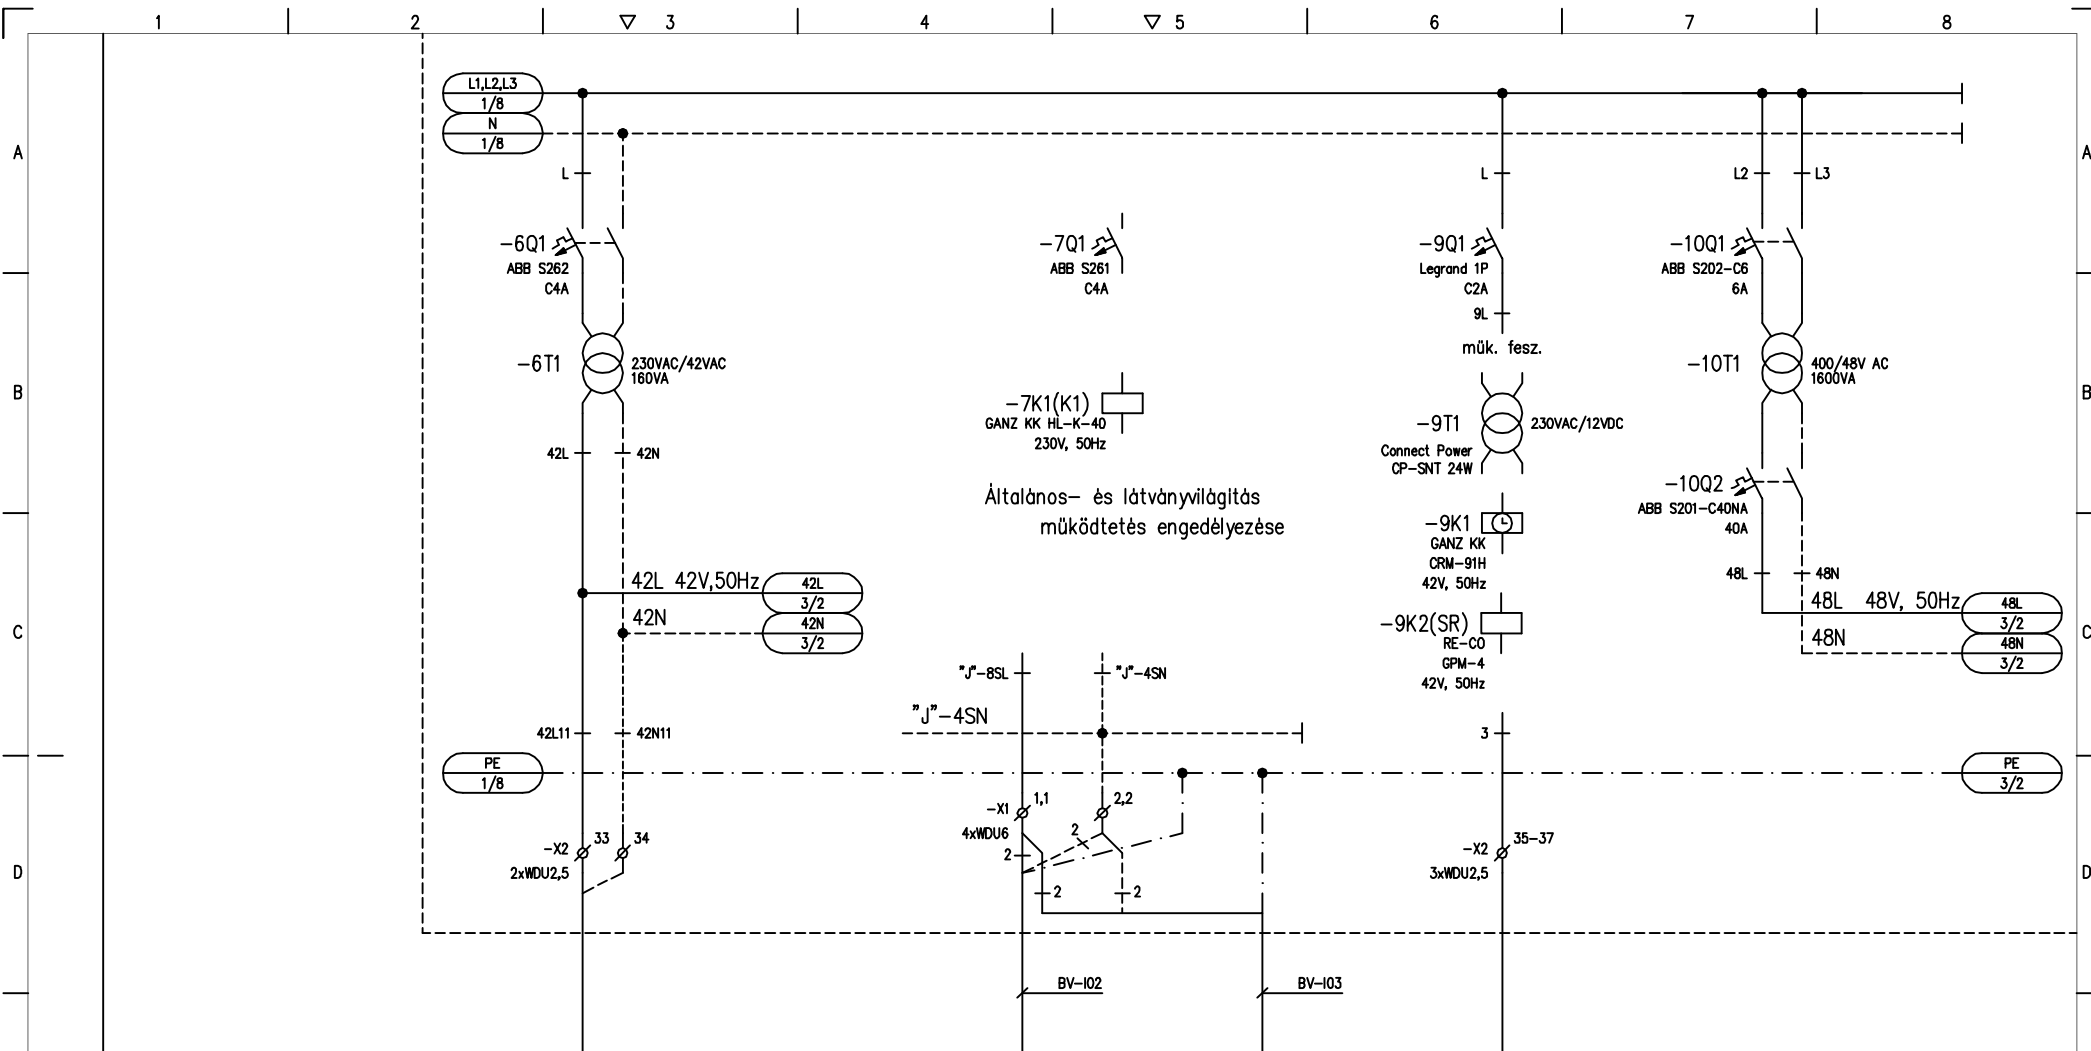 1 2 3 4 5 6 7 8
L1,L2,L3
1/8
N
1/8
A A
L L L2 L3
-6Q1
ABB S262
C4A
-7Q1
ABB S261
C4A
-9Q1
Legrand 1P
C2A
9L
műk. fesz.
-10Q1
ABB S202-C6
6A
-6T1
230VAC/42VAC
160VA
-10T1
400/48V AC
1600VA
B B
-7K1(K1)
GANZ KK HL-K-40
230V, 50Hz
-9T1
230VAC/12VDC
Connect Power
CP-SNT 24W
42L 42N
-10Q2
ABB S201-C40NA
40A
Általános- és látványvilágítás
működtetés engedélyezése
-9K1
GANZ KK
CRM-91H
42V, 50Hz
48L 48N
42L 42V,50Hz
42L
3/2
42N
42N
3/2
48L 48V, 50Hz
48L
3/2
48N
48N
3/2
C C
-9K2(SR)
RE-CO
GPM-4
42V, 50Hz
"J"-8SL "J"-4SN
"J"-4SN
42L11 42N11 3
PE
1/8
PE
3/2
-X1 1,1 2,2
4xWDU6
2
2
2 2
-X2 33 34
2xWDU2,5
-X2 35-37
3xWDU2,5
D D
BV-I02 BV-I03